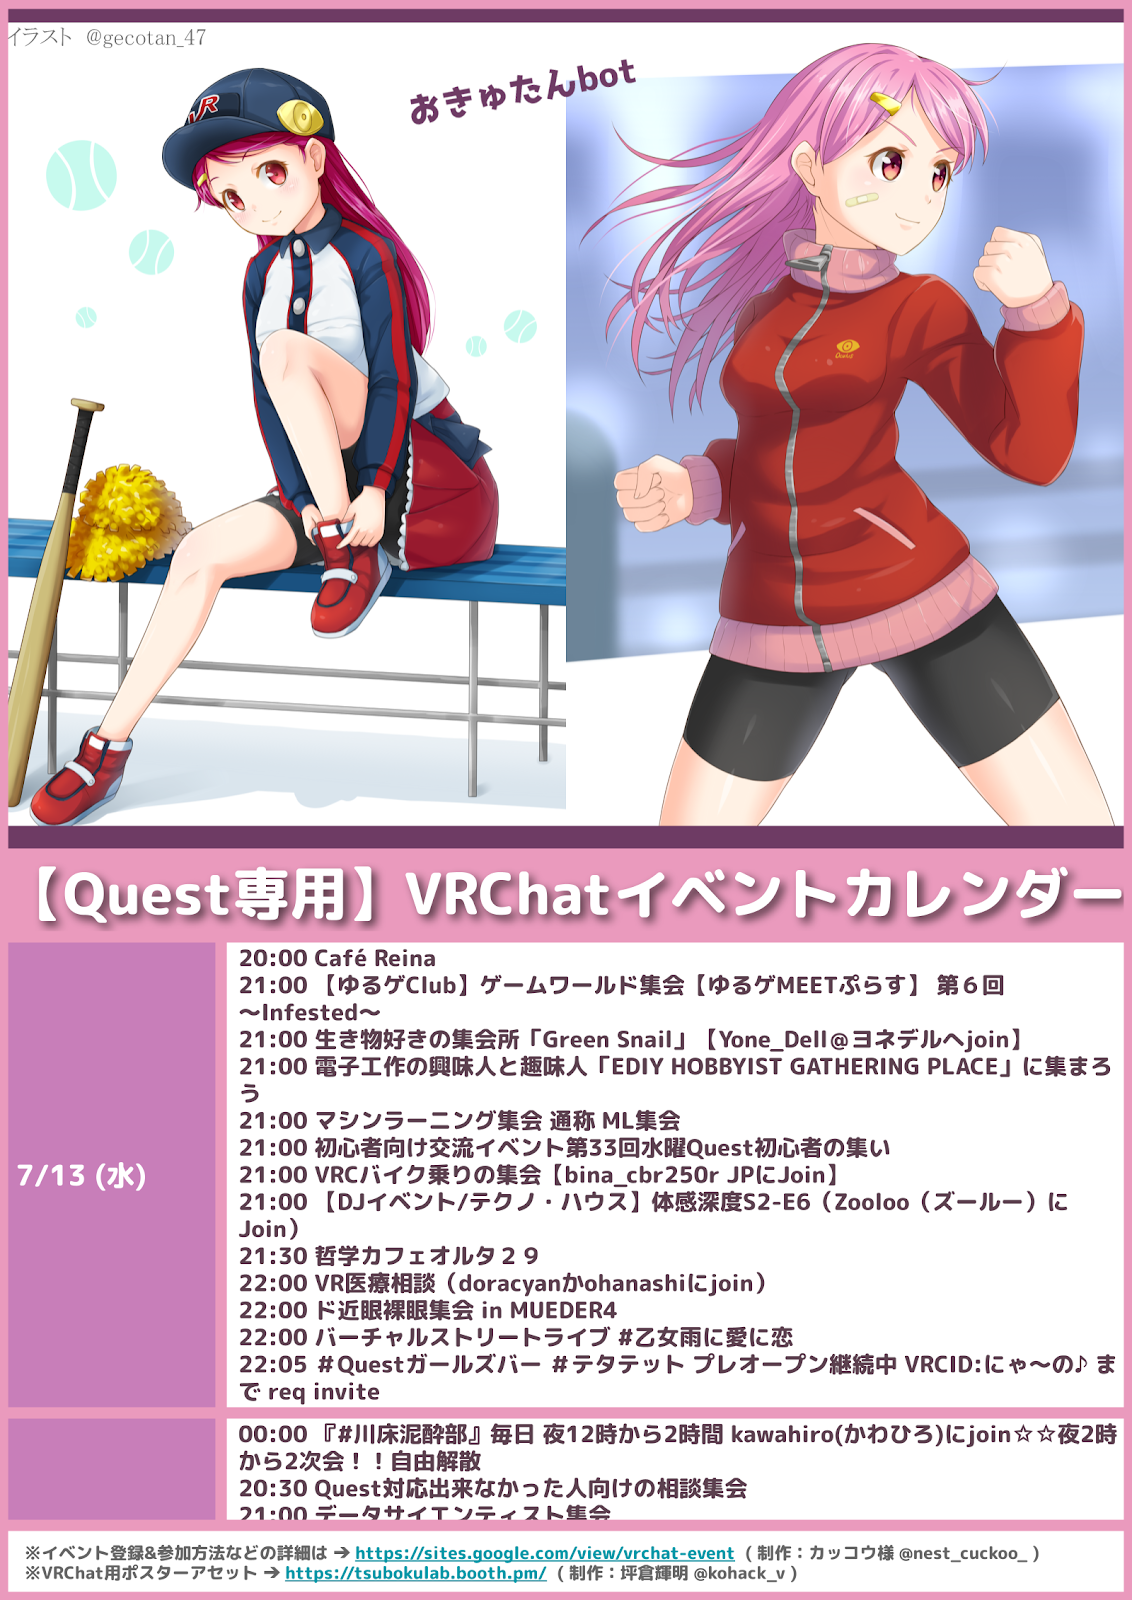 イラスト @gecotan_47
おきゅたんbot
VR
Quest
【Quest専用】VRChatイベントカレンダー
20:00 Café Reina
21:00 【ゆるゲClub】ゲームワールド集会【ゆるゲMEETぷらす】 第６回
～Infested～
21:00 生き物好きの集会所「Green Snail」【Yone_Dell@ヨネデルへjoin】
21:00 電子工作の興味人と趣味人「EDIY HOBBYIST GATHERING PLACE」に集まろ
う
21:00 マシンラーニング集会 通称 ML集会
21:00 初心者向け交流イベント第33回水曜Quest初心者の集い
7/13 (水)
21:00 VRCバイク乗りの集会【bina_cbr250r JPにJoin】
21:00 【DJイベント/テクノ・ハウス】体感深度S2-E6（Zooloo（ズールー）に
Join）
21:30 哲学カフェオルタ２９
22:00 VR医療相談（doracyanかohanashiにjoin）
22:00 ド近眼裸眼集会 in MUEDER4
22:00 バーチャルストリートライブ #乙女雨に愛に恋
22:05 ＃Questガールズバー ＃テタテット プレオープン継続中 VRCID:にゃ～の♪ ま
で req invite
00:00 『#川床泥酔部』毎日 夜12時から2時間 kawahiro(かわひろ)にjoin☆☆夜2時
から2次会！！自由解散
20:30 Quest対応出来なかった人向けの相談集会
21:00 データサイエンティスト集会
※イベント登録&参加方法などの詳細は ➔ https://sites.google.com/view/vrchat-event ( 制作：カッコウ様 @nest_cuckoo_ )
※VRChat用ポスターアセット ➔ https://tsubokulab.booth.pm/ ( 制作：坪倉輝明 @kohack_v )